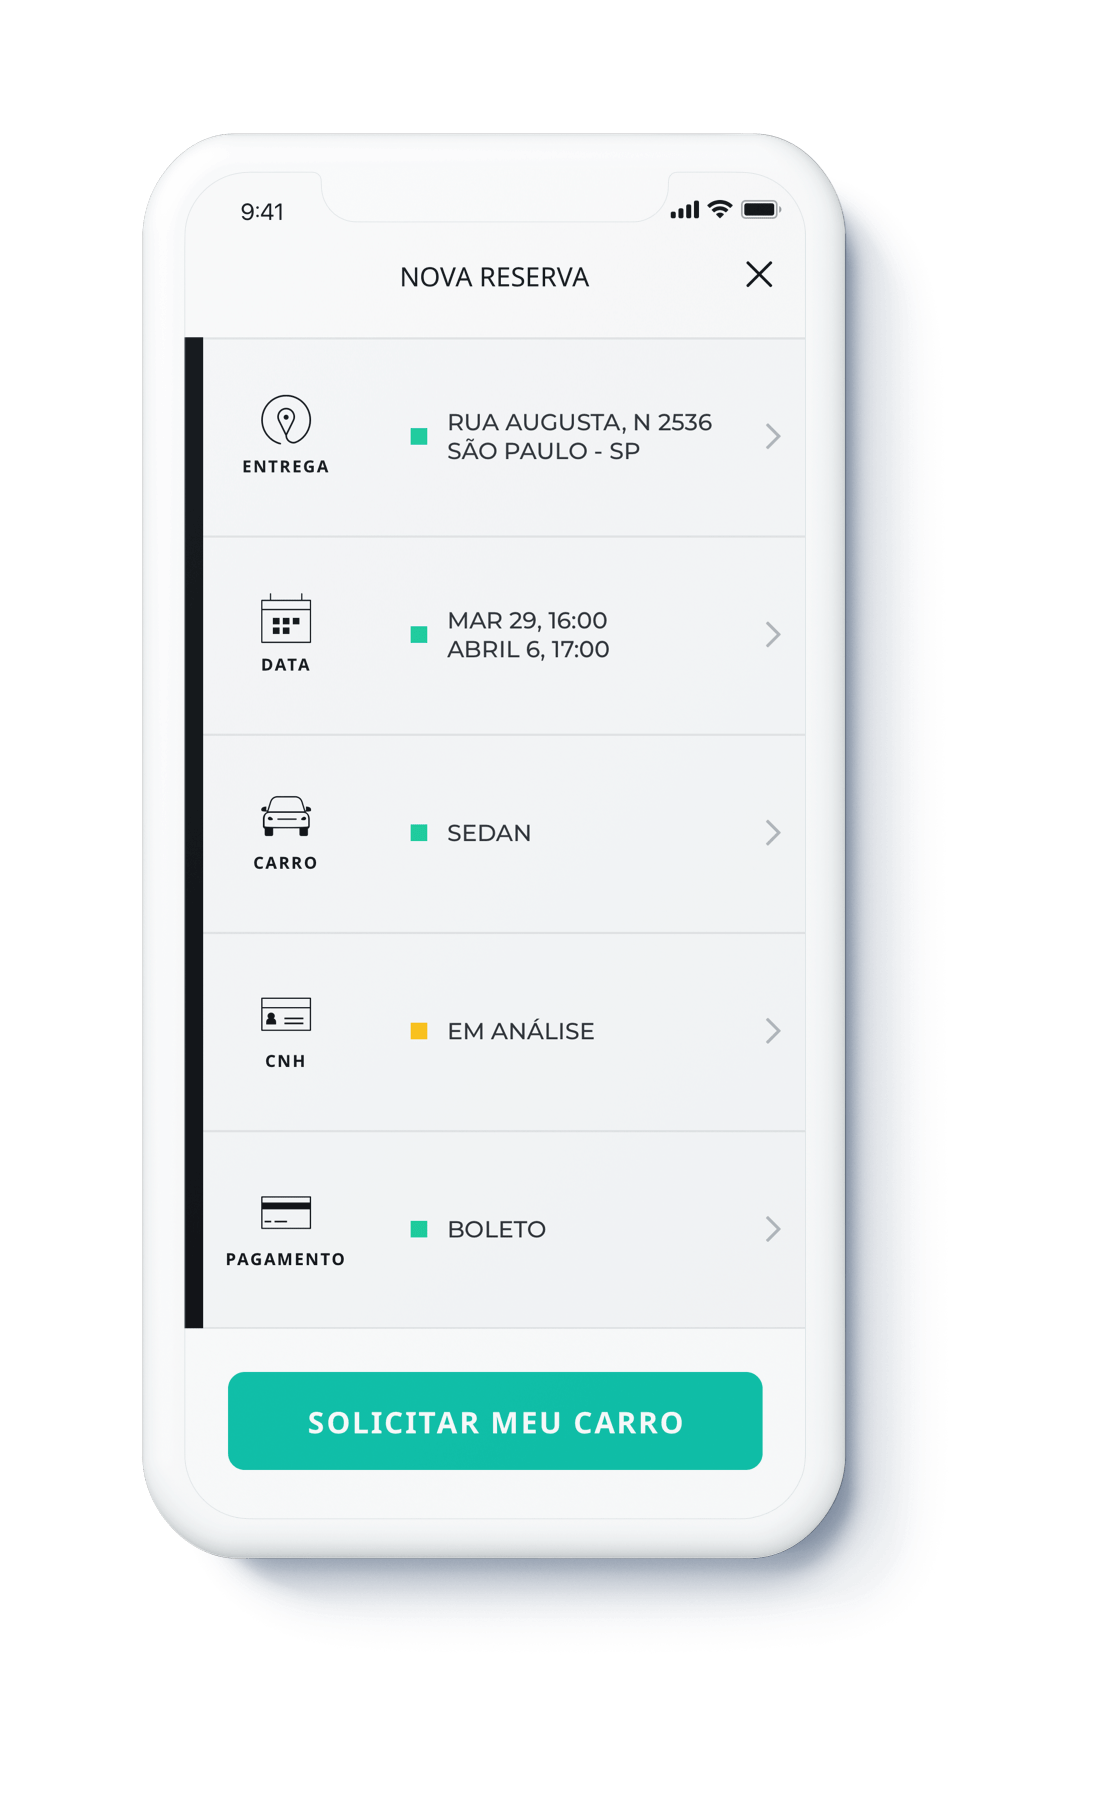 9:41
NOVA RESERVA
RUA AUGUSTA, N 2536
SÃO PAULO - SP
ENTREGA
MAR 29, 16:00
ABRIL 6, 17:00
DATA
SEDAN
CARRO
EM ANÁLISE
CNH
BOLETO
PAGAMENTO
SOLICITAR MEU CARRO